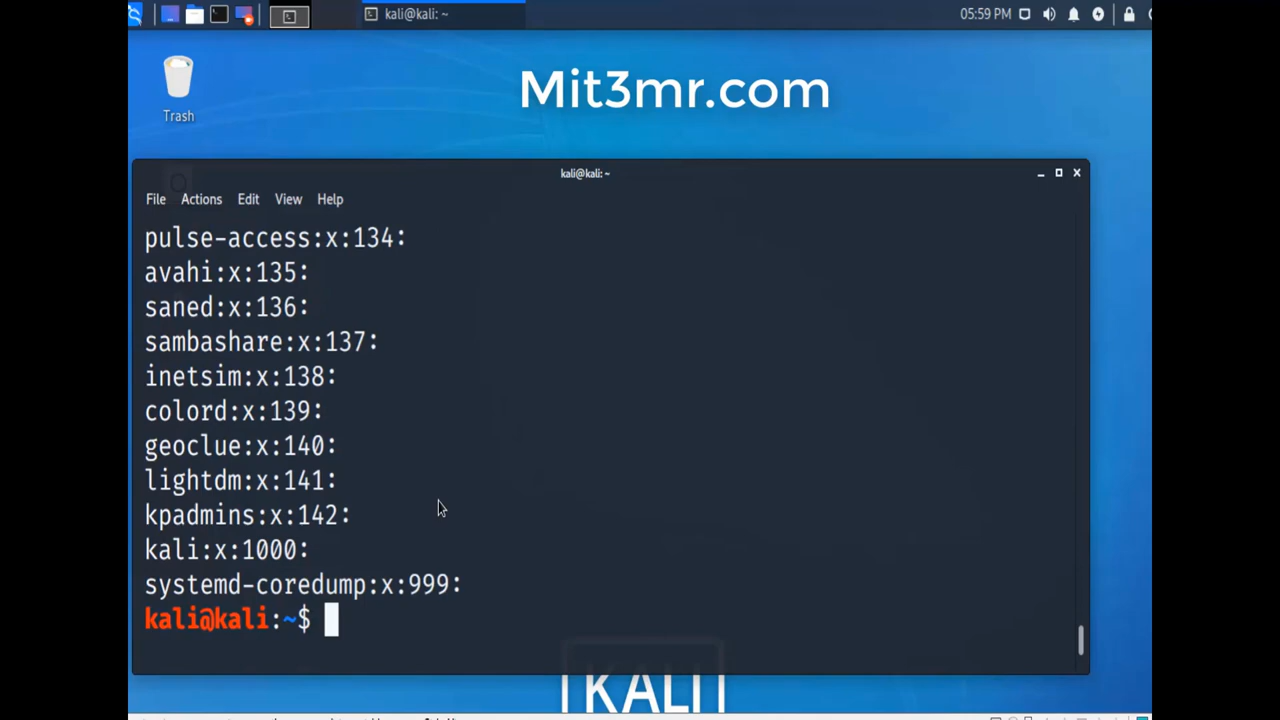 kali@kali: ~
05:59 PM
Trash
Mit3mr.com
kali@kali: ~
File Actions Edit View Help
pulse-access:x:134:
avahi:x:135:
saned:x:136:
sambashare:x:137:
inetsim:x:138:
colord:x:139:
geoclue:x:140:
lightdm:x:141:
kpadmins:x:142:
kali:x:1000:
systemd-coredump:x:999:
kali@kali:~$
KALI